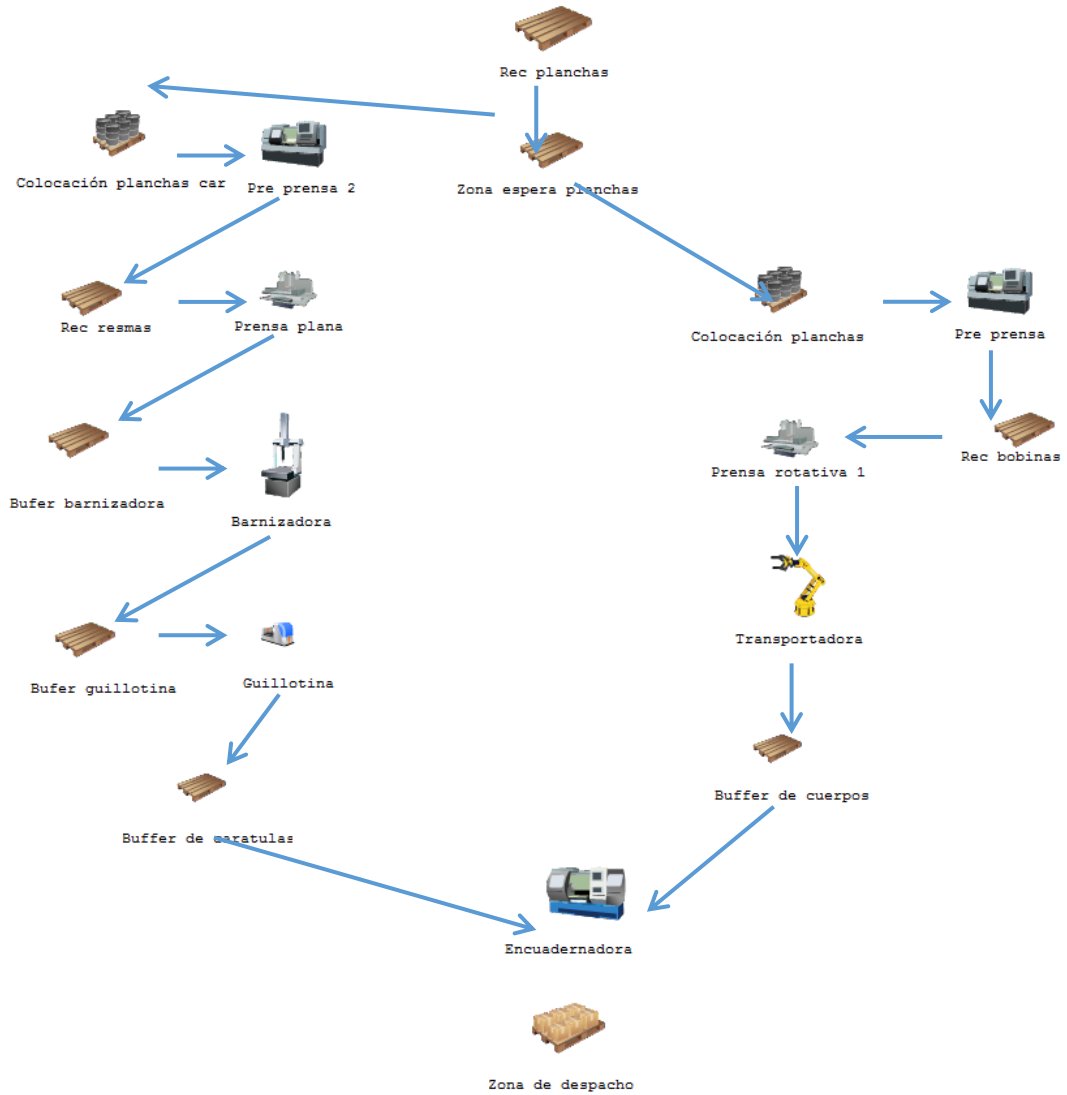 Rec planchas
Colocación planchas car
Pre prensa 2
Zona espera planchas
Rec resmas
Prensa plana
Colocación planchas
Pre prensa
Bufer barnizadora
Barnizadora
Prensa rotativa 1
Rec bobinas
Transportadora
Bufer guillotina
Guillotina
Buffer de caratulas
Buffer de cuerpos
Encuadernadora
Zona de despacho